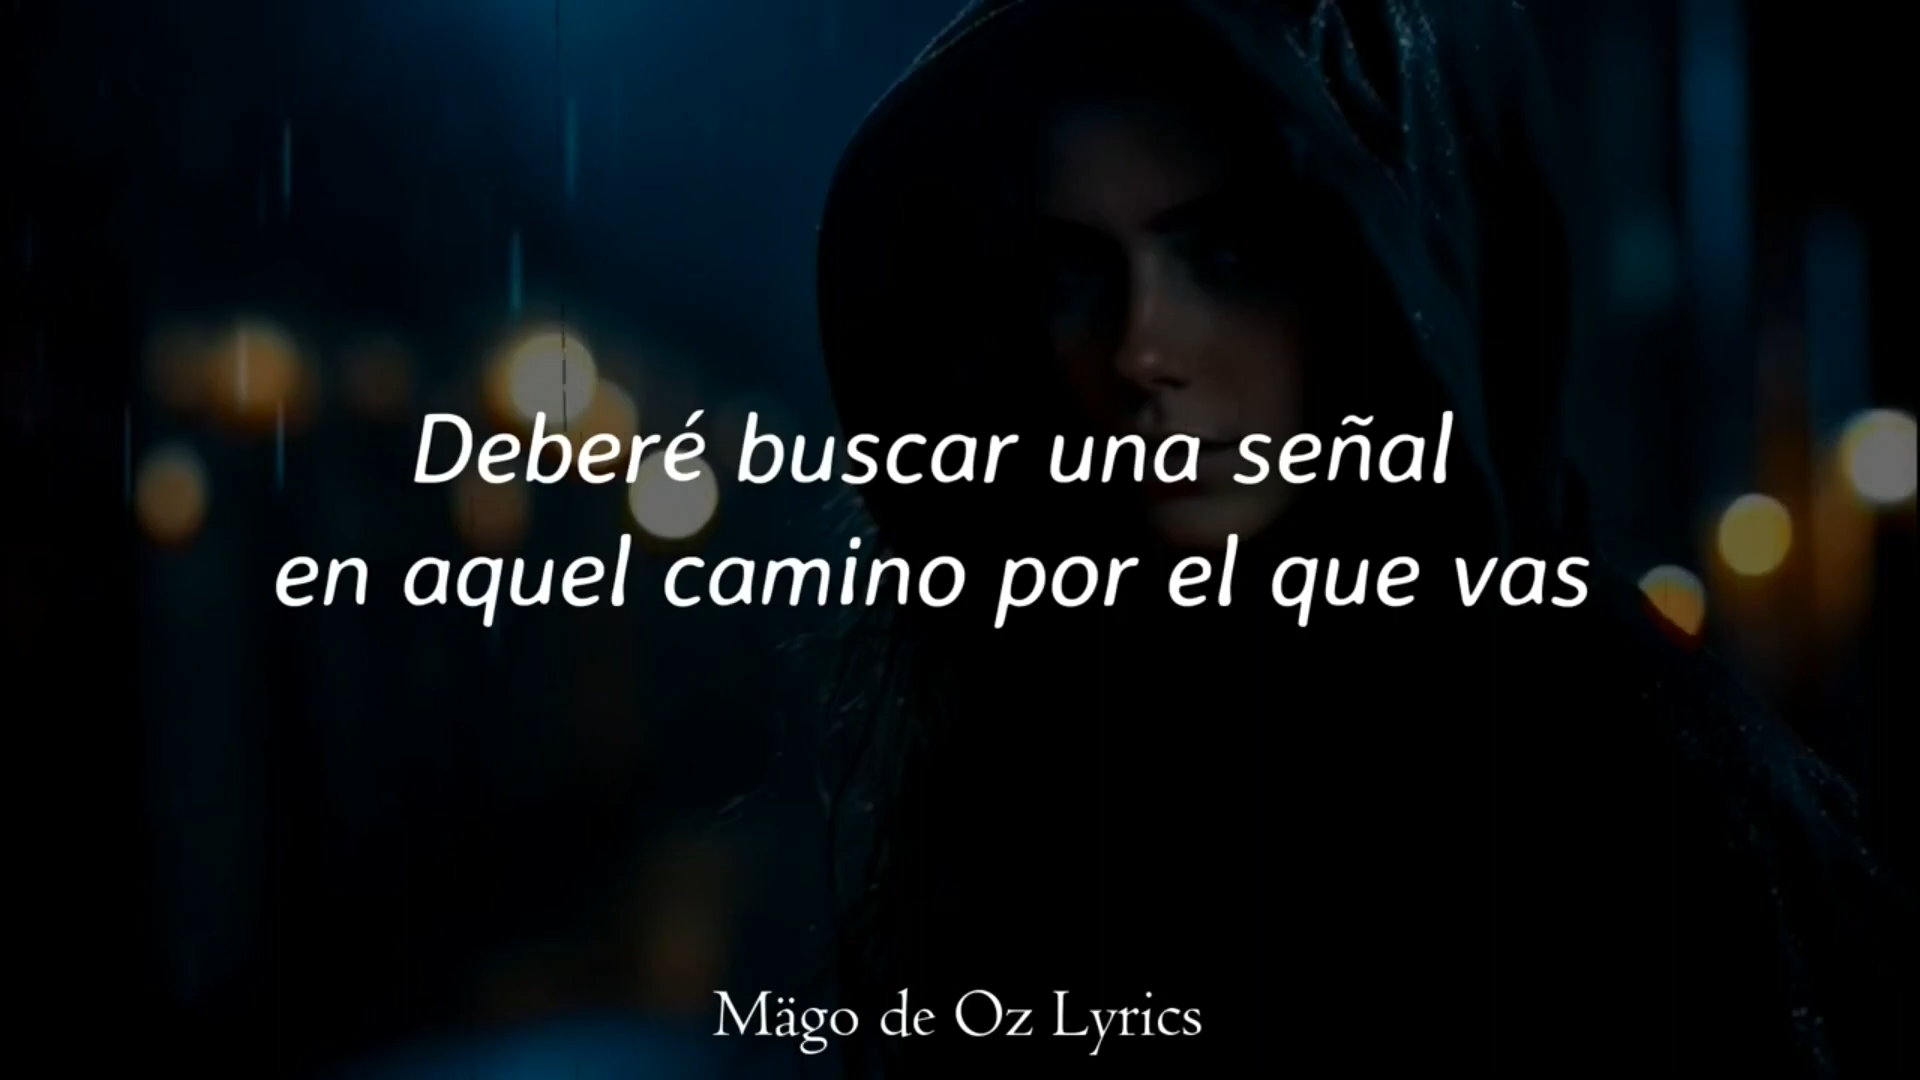 Deberé buscar una señal
en aquel camino por el que vas
Mägo de Oz Lyrics